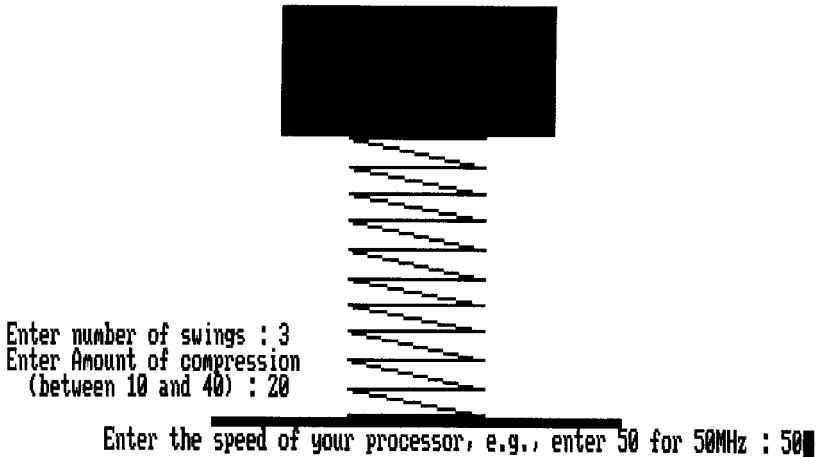 Enter number of swings : 3
Enter Amount of compression
(between 10 and 40) : 20
Enter the speed of your processor, e.g., enter 50 for 50MHz : 50